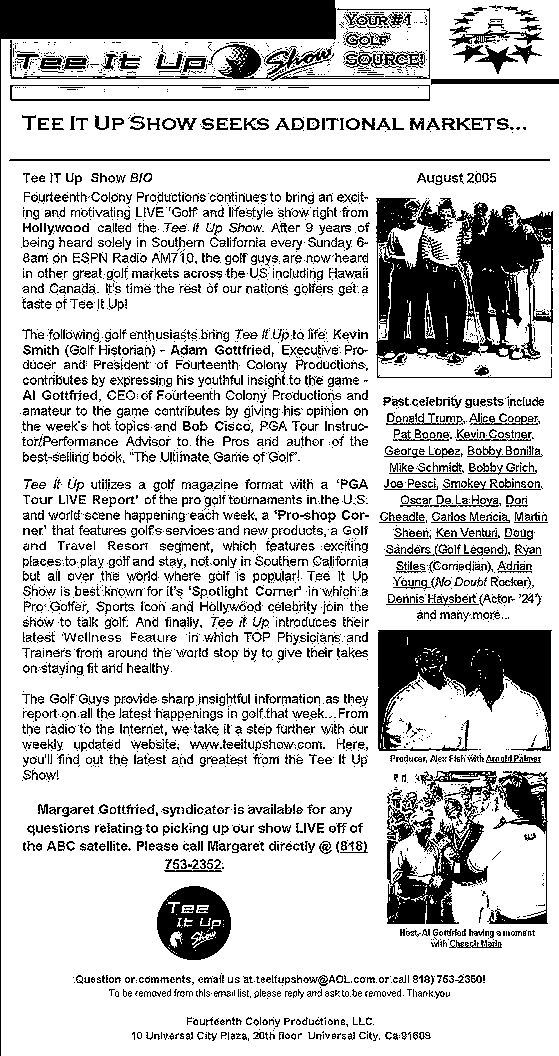 YOUR #1
GOLF
SOURCE!
Tee It Up Show
TEE IT UP SHOW SEEKS ADDITIONAL MARKETS...
Tee IT Up Show BIO
Fourteenth Colony Productions continues to bring an excit-
ing and motivating LIVE "Golf and lifestyle show right from
Hollywood called the Tee It Up Show. After 9 years of
being heard solely in Southern California every Sunday 6-
8am on ESPN Radio AM710, the golf guys are now heard
in other great golf markets across the US including Hawaii
and Canada. It's time the rest of our nations golfers get a
taste of Tee It Up!
The following golf enthusiasts bring Tee It Up to life: Kevin
Smith (Golf Historian) - Adam Gottfried, Executive Pro-
ducer and President of Fourteenth Colony Productions,
contributes by expressing his youthful insight to the game -
Al Gottfried, CEO of Fourteenth Colony Productions and
amateur to the game contributes by giving his opinion on
the week's hot topics and Bob Cisco, PGA Tour Instruc-
tor/Performance Advisor to the Pros and author of the
best-selling book, "The Ultimate Game of Golf".
Tee It Up utilizes a golf magazine format with a 'PGA
Tour LIVE Report' of the pro golf tournaments in the U.S.
and world scene happening each week, a 'Pro-shop Cor-
ner' that features golf's services and new products, a Golf
and Travel Resort segment, which features exciting
places to play golf and stay, not only in Southern California
but all over the world where golf is popular! Tee It Up
Show is best known for it's 'Spotlight Corner' in which a
Pro Golfer, Sports Icon and Hollywood celebrity join the
show to talk golf. And finally, Tee it Up introduces their
latest 'Wellness Feature' in which TOP Physicians and
Trainers from around the world stop by to give their takes
on staying fit and healthy.
The Golf Guys provide sharp insightful information as they
report on all the latest happenings in golf that week...From
the radio to the Internet, we take it a step further with our
weekly updated website, www.teeitupshow.com. Here,
you'll find out the latest and greatest from the Tee It Up
Show!
Margaret Gottfried, syndicator is available for any
questions relating to picking up our show LIVE off of
the ABC satellite. Please call Margaret directly @ (818)
753-2352.
Tee
It Up
Show
August 2005
Past celebrity guests include
Donald Trump, Alice Cooper,
Pat Boone, Kevin Costner,
George Lopez, Bobby Bonilla,
Mike Schmidt, Bobby Grich,
Joe Pesci, Smokey Robinson,
Oscar De La Hoya, Don
Cheadle, Carlos Mencia, Martin
Sheen, Ken Venturi, Doug
Sanders (Golf Legend), Ryan
Stiles (Comedian), Adrian
Young (No Doubt Rocker),
Dennis Haysbert (Actor- '24')
and many more...
Producer, Alex Fish with Arnold Palmer
Host, Al Gottfried having a moment
with Cheech Marin
Question or comments, email us at teeitupshow@AOL.com or call 818) 753-2350!
To be removed from this email list, please reply and ask to be removed. Thank you
Fourteenth Colony Productions, LLC.
10 Universal City Plaza, 20th floor Universal City, Ca 91608